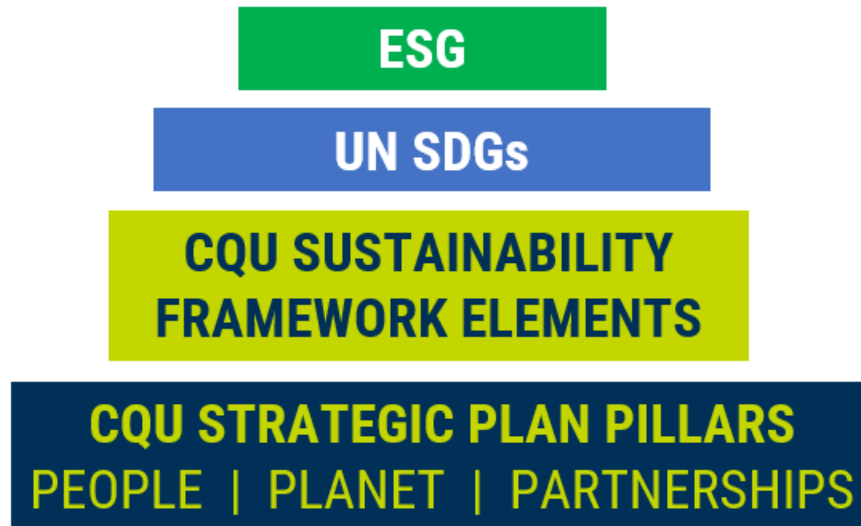 ESG
UN SDGs
CQU SUSTAINABILITY
FRAMEWORK ELEMENTS
CQU STRATEGIC PLAN PILLARS
PEOPLE | PLANET | PARTNERSHIPS